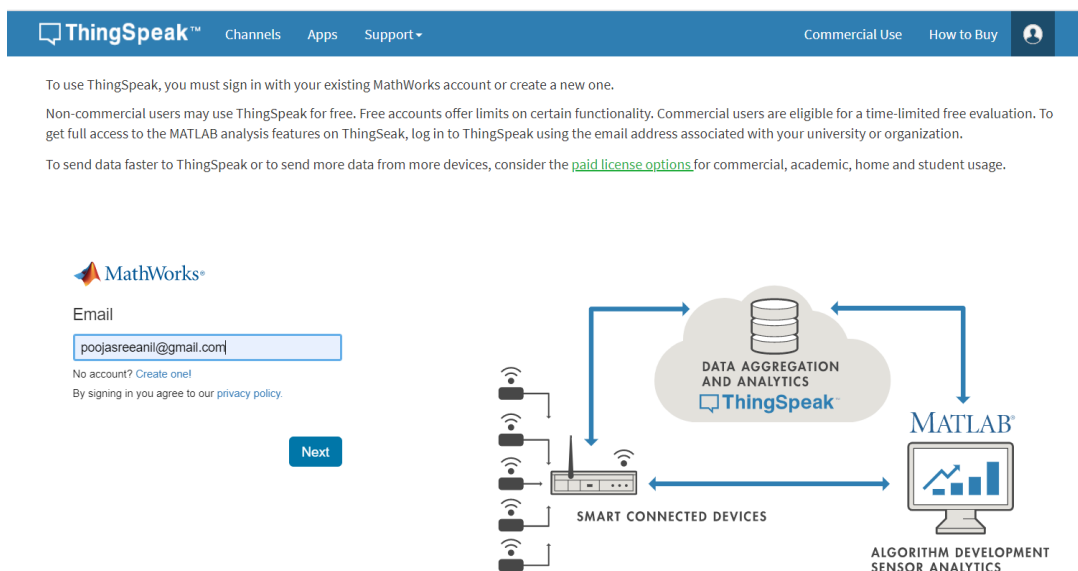 ThingSpeak™ Channels Apps Support Commercial Use How to Buy
To use ThingSpeak, you must sign in with your existing MathWorks account or create a new one.
Non-commercial users may use ThingSpeak for free. Free accounts offer limits on certain functionality. Commercial users are eligible for a time-limited free evaluation. To
get full access to the MATLAB analysis features on ThingSeak, log in to ThingSpeak using the email address associated with your university or organization.
To send data faster to ThingSpeak or to send more data from more devices, consider the paid license options for commercial, academic, home and student usage.
MathWorks®
Email
poojasreeanil@gmail.com
No account? Create one!
By signing in you agree to our privacy policy.
Next
DATA AGGREGATION
AND ANALYTICS
ThingSpeak™
MATLAB®
SMART CONNECTED DEVICES
ALGORITHM DEVELOPMENT
SENSOR ANALYTICS